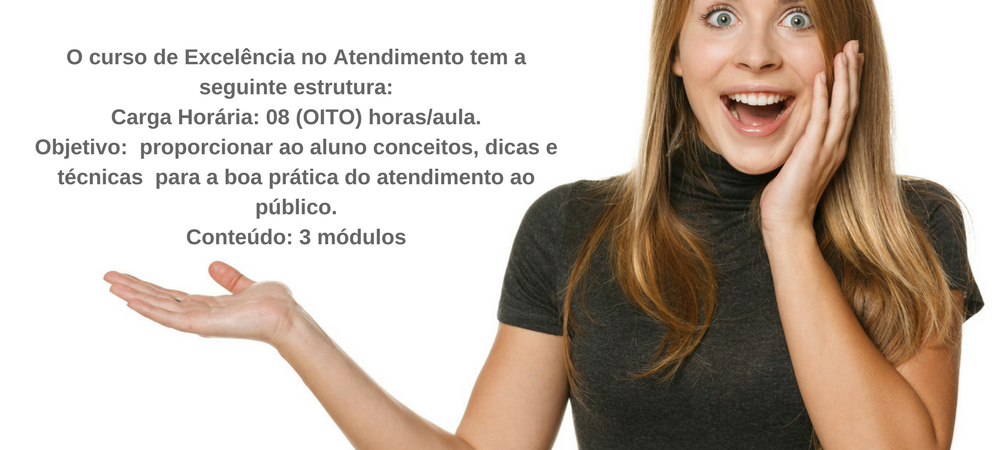 O curso de Excelência no Atendimento tem a
seguinte estrutura:
Carga Horária: 08 (OITO) horas/aula.
Objetivo:  proporcionar ao aluno conceitos, dicas e
técnicas  para a boa prática do atendimento ao
público.
Conteúdo: 3 módulos